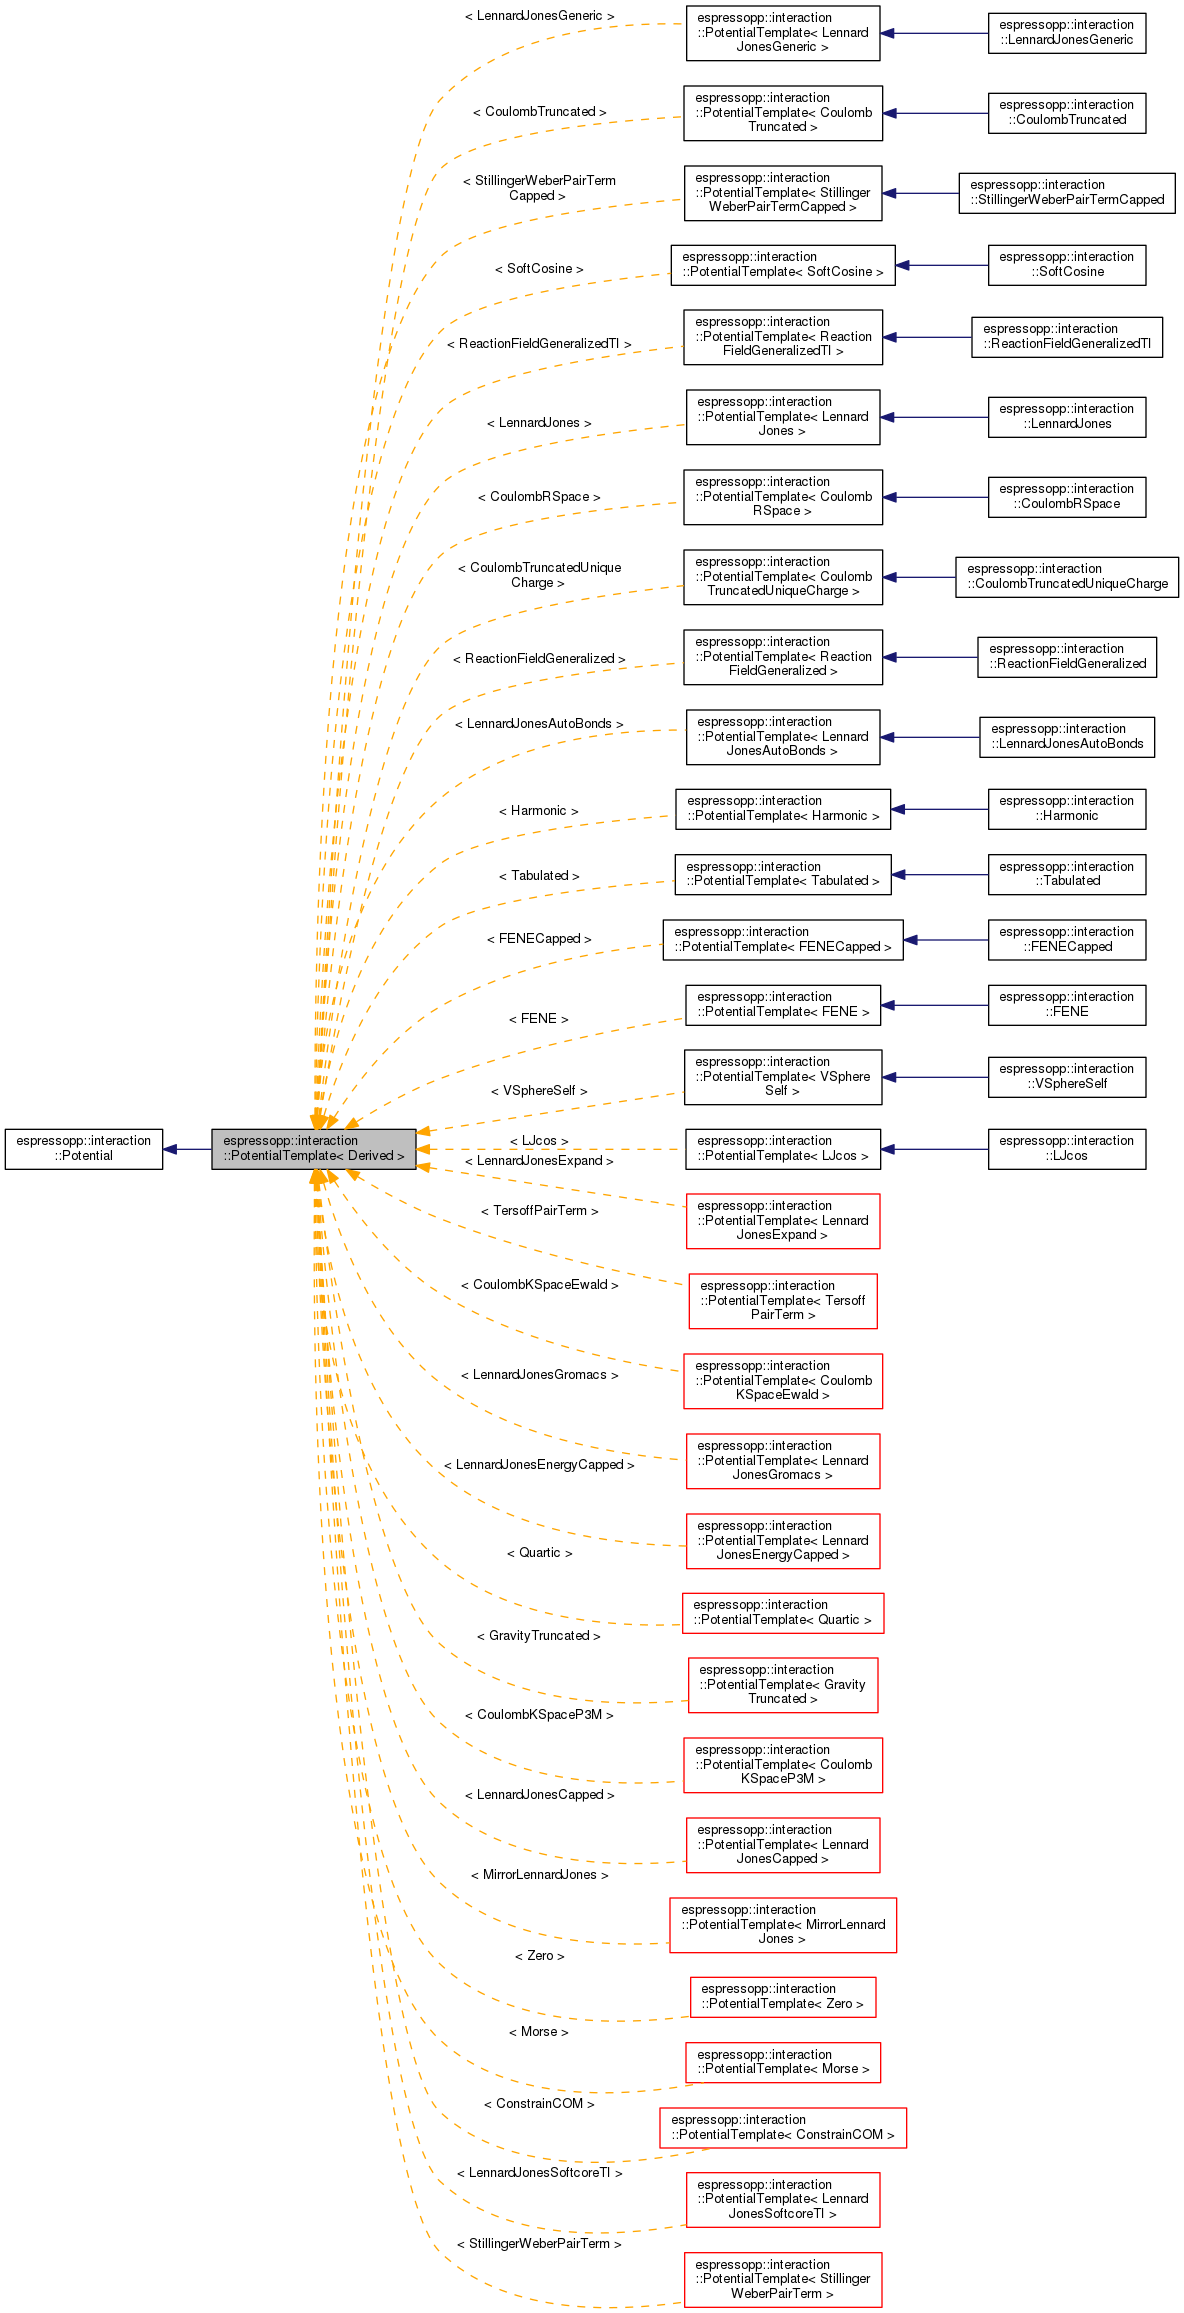 < LennardJonesGeneric >
espressopp::interaction
::PotentialTemplate< Lennard
JonesGeneric >
espressopp::interaction
::LennardJonesGeneric
< CoulombTruncated >
espressopp::interaction
::PotentialTemplate< Coulomb
Truncated >
espressopp::interaction
::CoulombTruncated
< StillingerWeberPairTerm
Capped >
espressopp::interaction
::PotentialTemplate< Stillinger
WeberPairTermCapped >
espressopp::interaction
::StillingerWeberPairTermCapped
< SoftCosine >
espressopp::interaction
::PotentialTemplate< SoftCosine >
espressopp::interaction
::SoftCosine
< ReactionFieldGeneralizedTI >
espressopp::interaction
::PotentialTemplate< Reaction
FieldGeneralizedTI >
espressopp::interaction
::ReactionFieldGeneralizedTI
< LennardJones >
espressopp::interaction
::PotentialTemplate< Lennard
Jones >
espressopp::interaction
::LennardJones
< CoulombRSpace >
espressopp::interaction
::PotentialTemplate< Coulomb
RSpace >
espressopp::interaction
::CoulombRSpace
< CoulombTruncatedUnique
Charge >
espressopp::interaction
::PotentialTemplate< Coulomb
TruncatedUniqueCharge >
espressopp::interaction
::CoulombTruncatedUniqueCharge
< ReactionFieldGeneralized >
espressopp::interaction
::PotentialTemplate< Reaction
FieldGeneralized >
espressopp::interaction
::ReactionFieldGeneralized
< LennardJonesAutoBonds >
espressopp::interaction
::PotentialTemplate< Lennard
JonesAutoBonds >
espressopp::interaction
::LennardJonesAutoBonds
< Harmonic >
espressopp::interaction
::PotentialTemplate< Harmonic >
espressopp::interaction
::Harmonic
< Tabulated >
espressopp::interaction
::PotentialTemplate< Tabulated >
espressopp::interaction
::Tabulated
< FENECapped >
espressopp::interaction
::PotentialTemplate< FENECapped >
espressopp::interaction
::FENECapped
< FENE >
espressopp::interaction
::PotentialTemplate< FENE >
espressopp::interaction
::FENE
< VSphereSelf >
espressopp::interaction
::PotentialTemplate< VSphere
Self >
espressopp::interaction
::VSphereSelf
espressopp::interaction
::Potential
espressopp::interaction
::PotentialTemplate< Derived >
< LJcos >
espressopp::interaction
::PotentialTemplate< LJcos >
espressopp::interaction
::LJcos
< LennardJonesExpand >
espressopp::interaction
::PotentialTemplate< Lennard
JonesExpand >
< TersoffPairTerm >
espressopp::interaction
::PotentialTemplate< Tersoff
PairTerm >
< CoulombKSpaceEwald >
espressopp::interaction
::PotentialTemplate< Coulomb
KSpaceEwald >
< LennardJonesGromacs >
espressopp::interaction
::PotentialTemplate< Lennard
JonesGromacs >
< LennardJonesEnergyCapped >
espressopp::interaction
::PotentialTemplate< Lennard
JonesEnergyCapped >
< Quartic >
espressopp::interaction
::PotentialTemplate< Quartic >
< GravityTruncated >
espressopp::interaction
::PotentialTemplate< Gravity
Truncated >
< CoulombKSpaceP3M >
espressopp::interaction
::PotentialTemplate< Coulomb
KSpaceP3M >
< LennardJonesCapped >
espressopp::interaction
::PotentialTemplate< Lennard
JonesCapped >
< MirrorLennardJones >
espressopp::interaction
::PotentialTemplate< MirrorLennard
Jones >
< Zero >
espressopp::interaction
::PotentialTemplate< Zero >
< Morse >
espressopp::interaction
::PotentialTemplate< Morse >
< ConstrainCOM >
espressopp::interaction
::PotentialTemplate< ConstrainCOM >
< LennardJonesSoftcoreTI >
espressopp::interaction
::PotentialTemplate< Lennard
JonesSoftcoreTI >
< StillingerWeberPairTerm >
espressopp::interaction
::PotentialTemplate< Stillinger
WeberPairTerm >